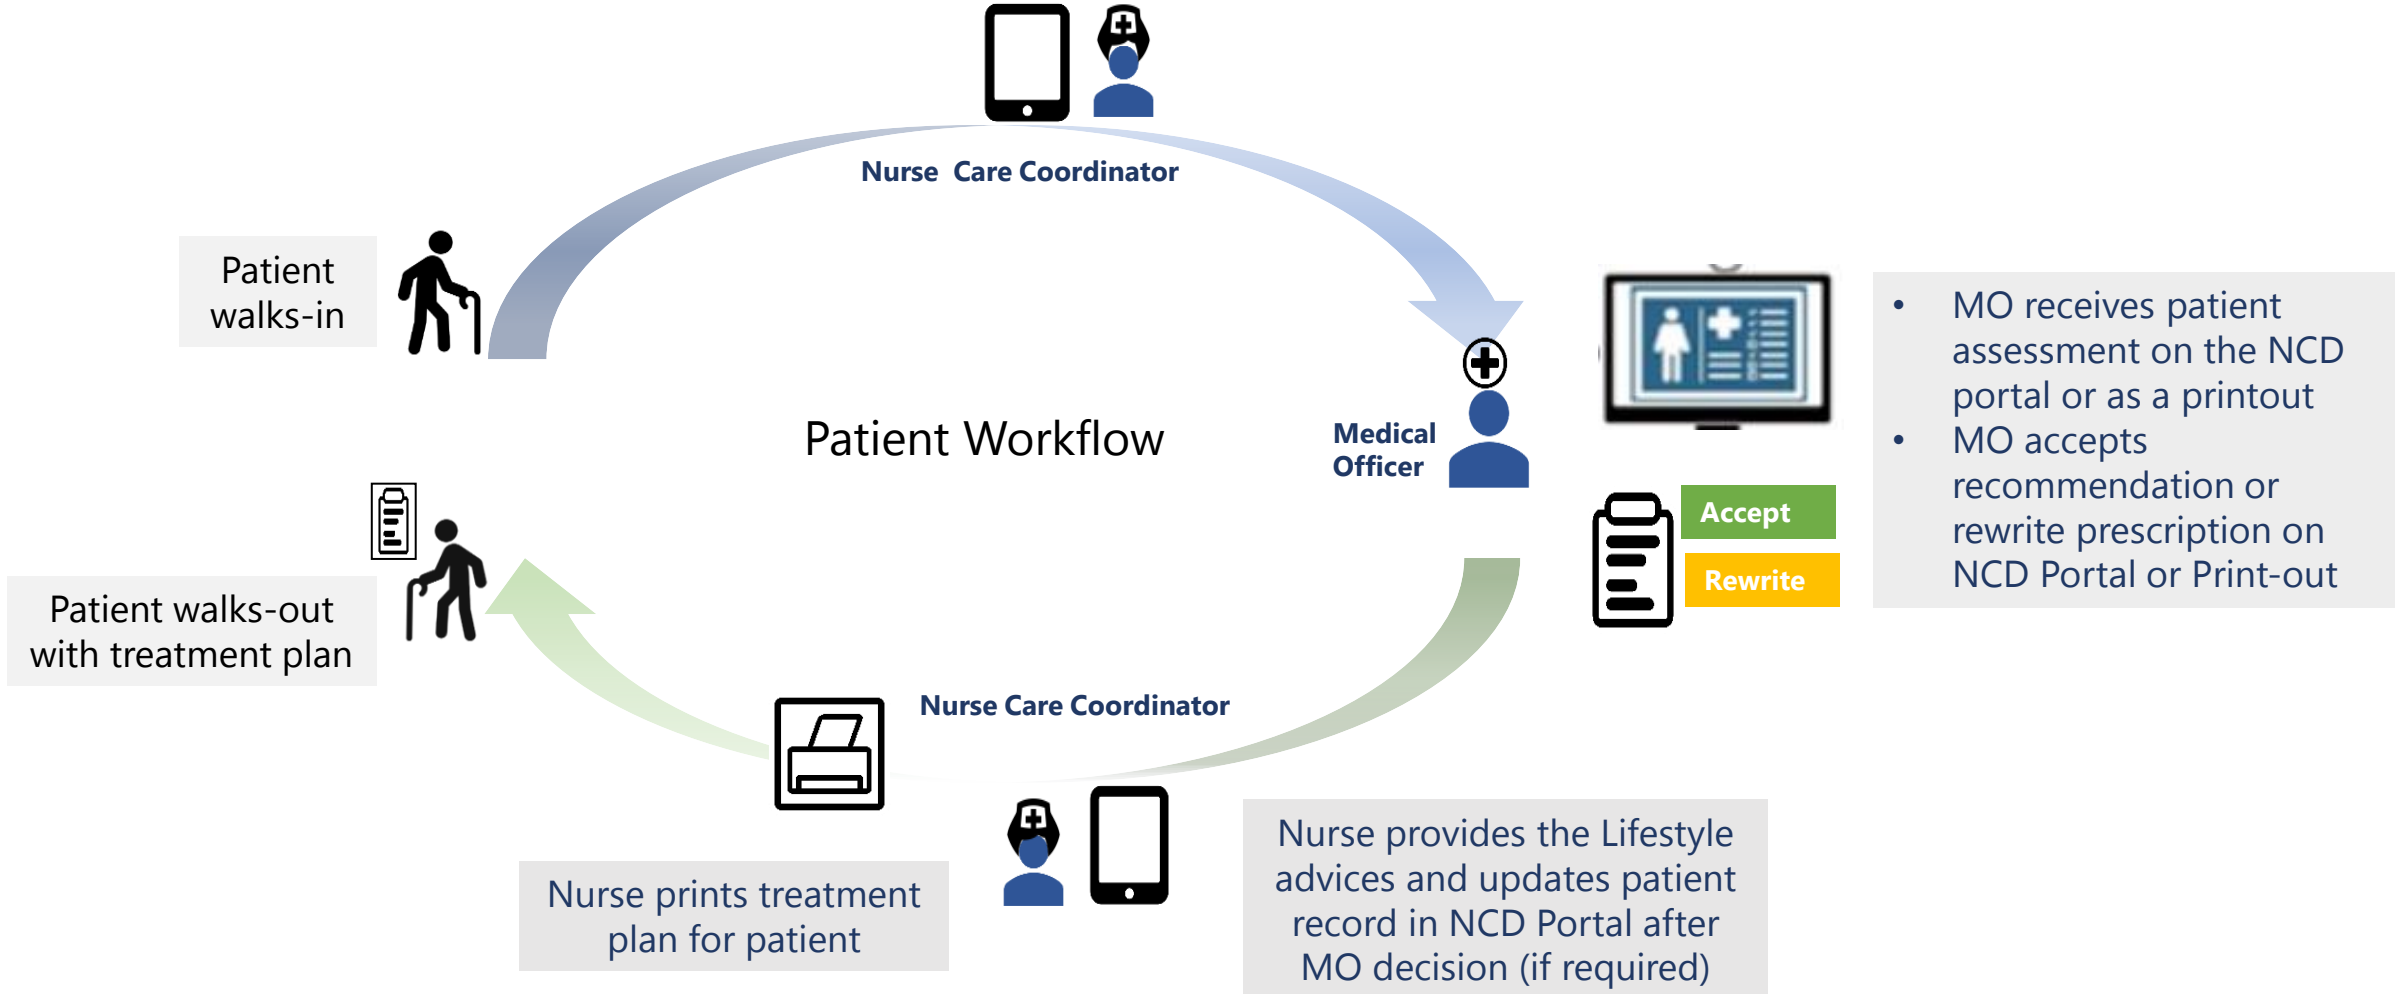 Nurse Care Coordinator
Patient
walks-in
• MO receives patient
assessment on the NCD
portal or as a printout
• MO accepts
recommendation or
rewrite prescription on
NCD Portal or Print-out
Patient Workflow
Medical
Officer
Accept
Rewrite
Patient walks-out
with treatment plan
Nurse Care Coordinator
Nurse provides the Lifestyle
advices and updates patient
record in NCD Portal after
MO decision (if required)
Nurse prints treatment
plan for patient